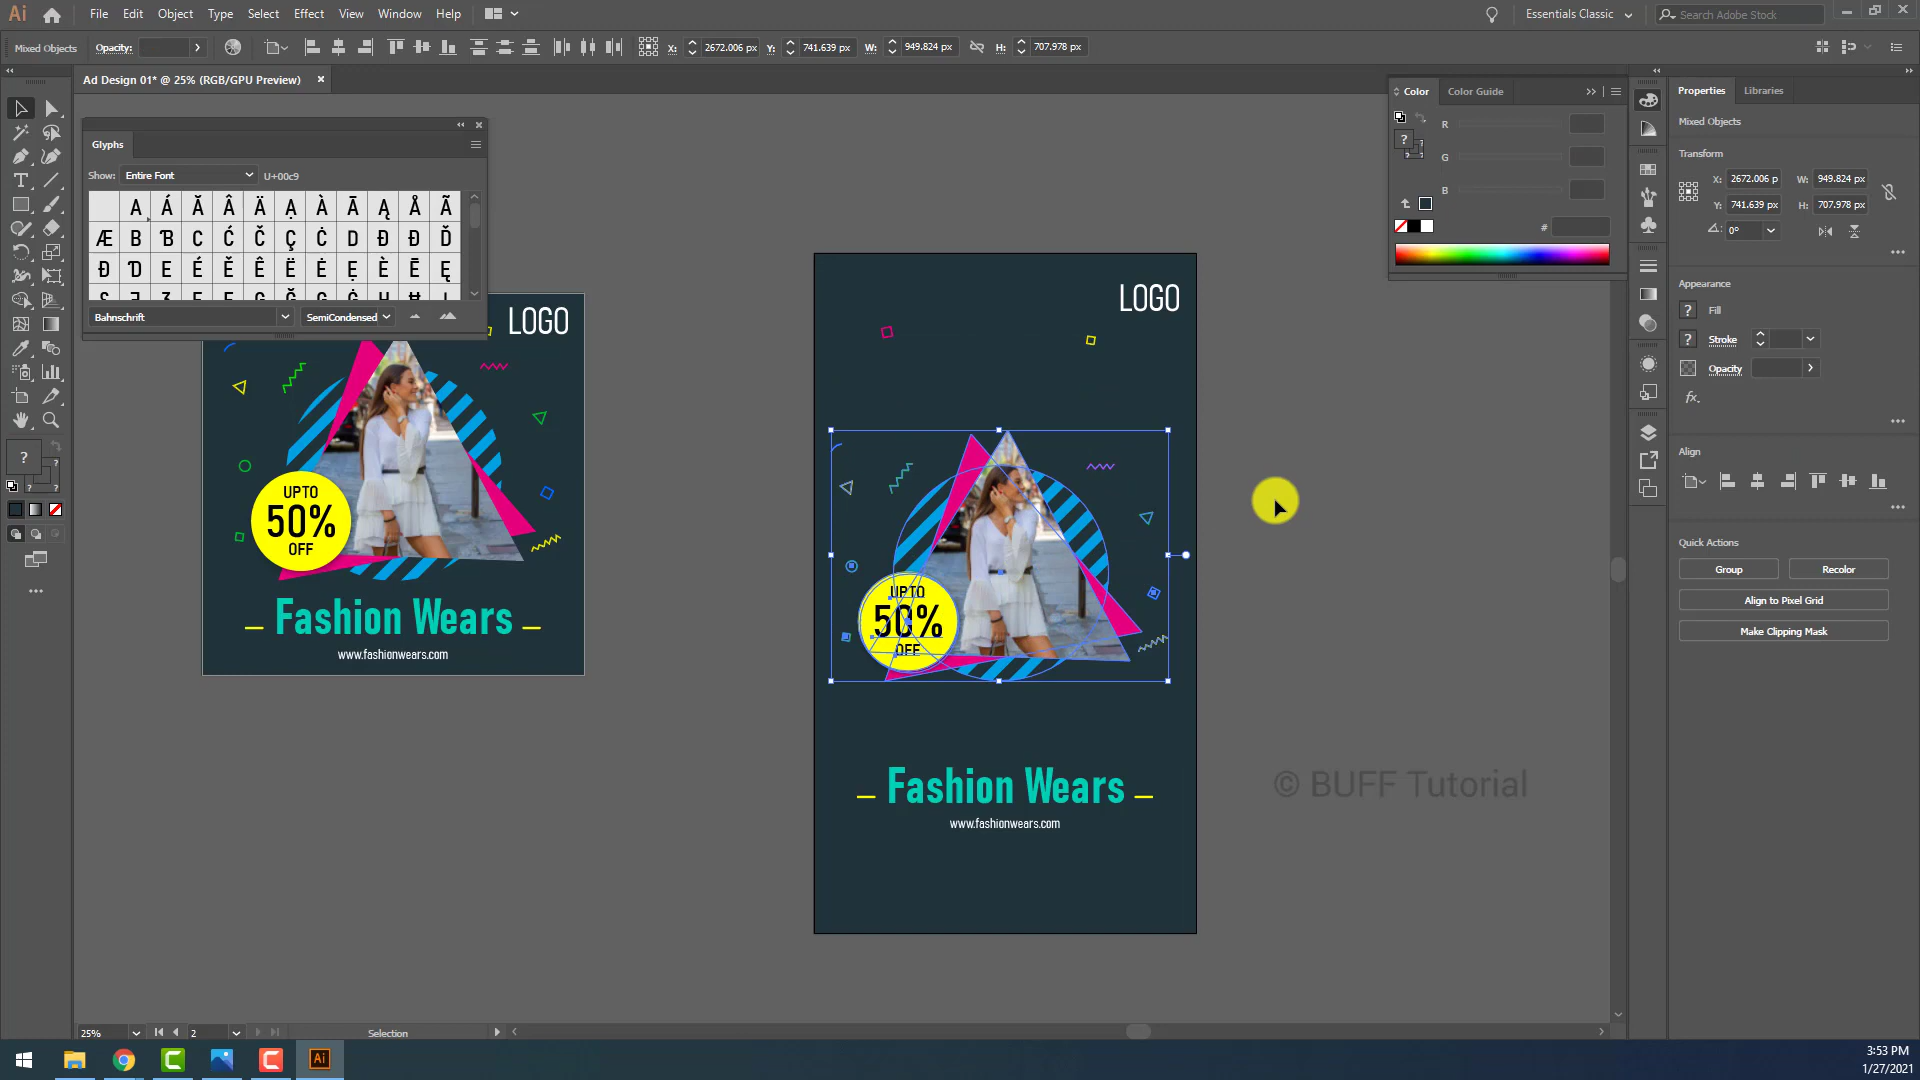 Ai File Edit Object Type Select Effect View Window Help Essentials Classic Search Adobe Stock
Mixed Objects Opacity: X: 2672.006 px Y: 741.639 px W: 949.824 px H: 707.978 px
Ad Design 01* @ 25% (RGB/GPU Preview)
Glyphs
Show: Entire Font U+00c9
A Á Ă Â Ä Ạ À Ā Ą Å Ã
Æ B Ɓ C Ć Č Ç Ċ D Ð Đ Ď
Đ Ɗ E É Ě Ê Ë Ė Ẹ È Ē Ę
Bahnschrift SemiCondensed
LOGO
UPTO
50%
OFF
Fashion Wears
www.fashionwears.com
LOGO
UPTO
50%
OFF
Fashion Wears
www.fashionwears.com
© BUFF Tutorial
Color Color Guide
R
G
B
#
Properties Libraries
Mixed Objects
Transform
X: 2672.006 p W: 949.824 px
Y: 741.639 px H: 707.978 px
0°
Appearance
? Fill
? Stroke
Opacity
fx.
Align
Quick Actions
Group Recolor
Align to Pixel Grid
Make Clipping Mask
25% 2 Selection
Ai
3:53 PM
1/27/2021